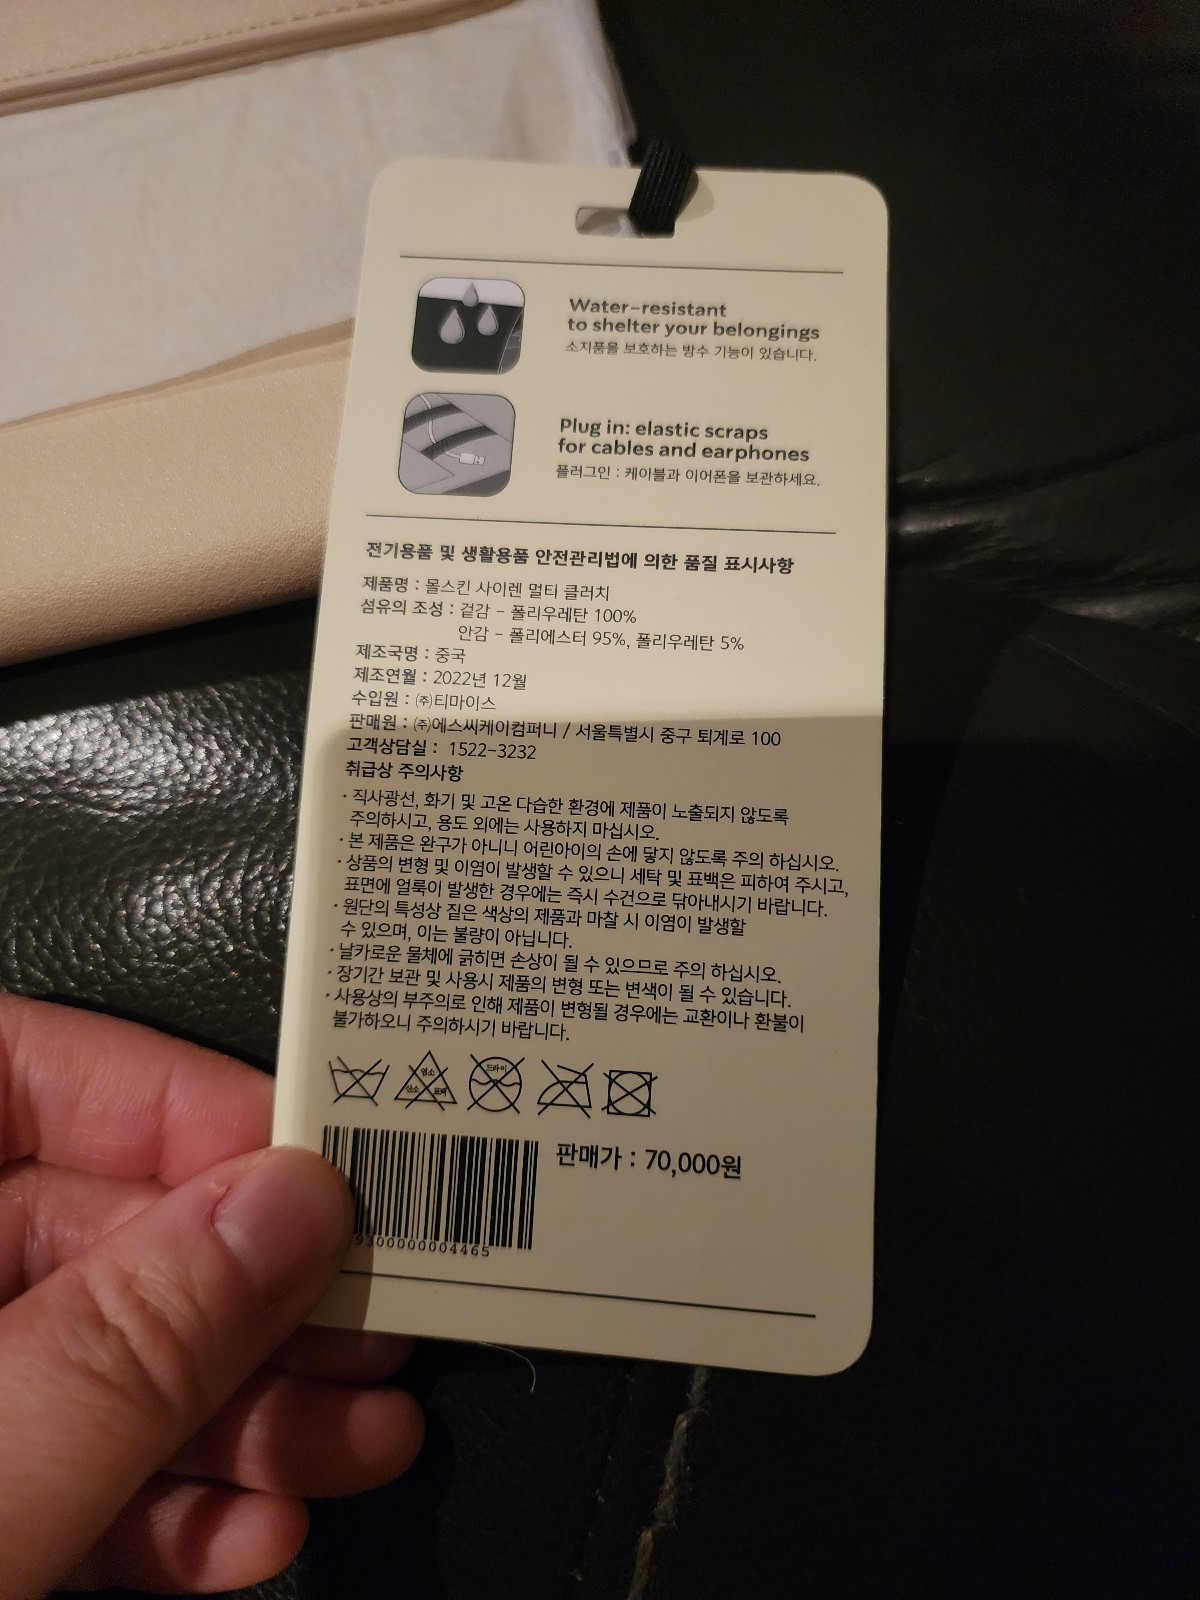 Water-resistant
to shelter your belongings
소지품을 보호하는 방수 기능이 있습니다.
Plug in: elastic scraps
for cables and earphones
플러그인 : 케이블과 이어폰을 보관하세요.
전기용품 및 생활용품 안전관리법에 의한 품질 표시사항
제품명 : 몰스킨 사이렌 멀티 클러치
섬유의 조성 : 겉감 - 폴리우레탄 100%
안감 - 폴리에스터 95%, 폴리우레탄 5%
제조국명 : 중국
제조연월 : 2022년 12월
수입원 : ㈜티마이스
판매원 : ㈜에스씨케이컴퍼니 / 서울특별시 중구 퇴계로 100
고객상담실 : 1522-3232
취급상 주의사항
· 직사광선, 화기 및 고온 다습한 환경에 제품이 노출되지 않도록
주의하시고, 용도 외에는 사용하지 마십시오.
· 본 제품은 완구가 아니니 어린아이의 손에 닿지 않도록 주의 하십시오.
· 상품의 변형 및 이염이 발생할 수 있으니 세탁 및 표백은 피하여 주시고,
표면에 얼룩이 발생한 경우에는 즉시 수건으로 닦아내시기 바랍니다.
· 원단의 특성상 짙은 색상의 제품과 마찰 시 이염이 발생할
수 있으며, 이는 불량이 아닙니다.
· 날카로운 물체에 긁히면 손상이 될 수 있으므로 주의 하십시오.
· 장기간 보관 및 사용시 제품의 변형 또는 변색이 될 수 있습니다.
· 사용상의 부주의로 인해 제품이 변형될 경우에는 교환이나 환불이
불가하오니 주의하시기 바랍니다.
염소
산소 표백
드라이
판매가 : 70,000원
9300000004465